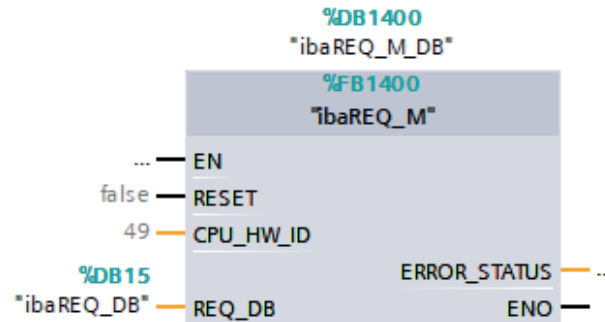 %DB1400
"ibaREQ_M_DB"
%FB1400
"ibaREQ_M"
... EN
false RESET
49 CPU_HW_ID
%DB15
ERROR_STATUS ...
"ibaREQ_DB" REQ_DB ENO